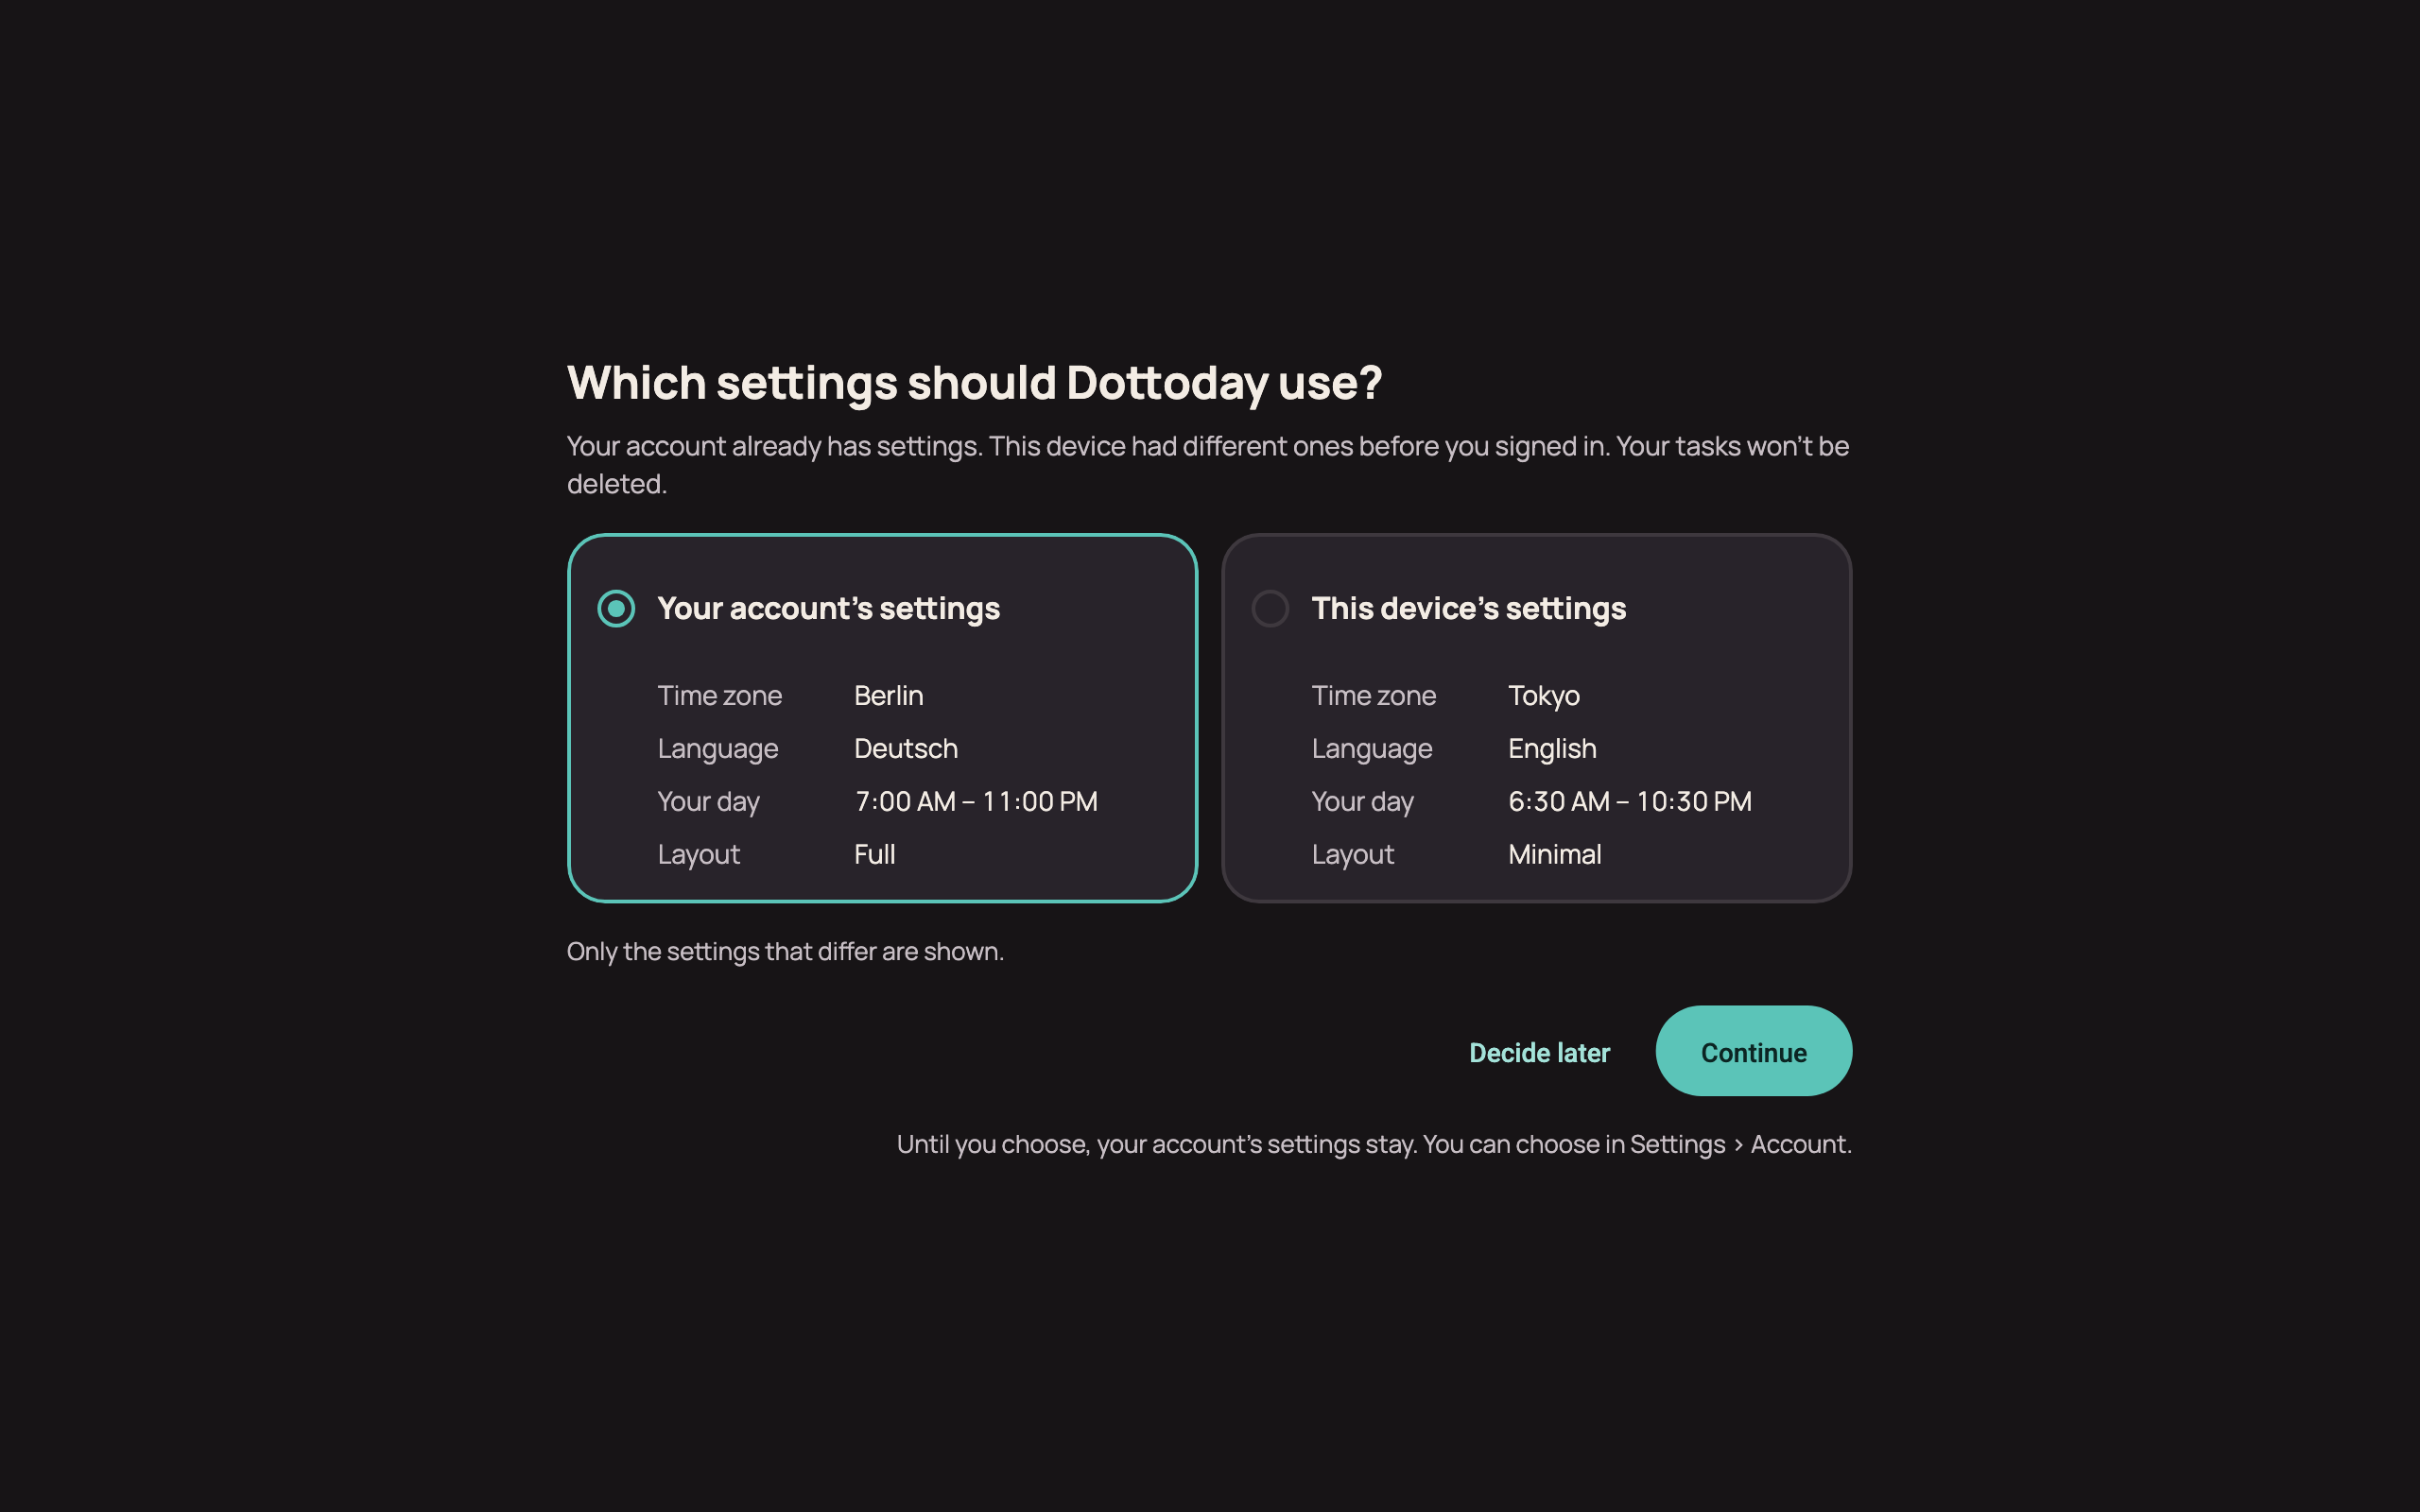 Which settings should Dottoday use?
Your account already has settings. This device had different ones before you signed in. Your tasks won’t be
deleted.
Your account’s settings
Time zone Berlin
Language Deutsch
Your day 7:00 AM – 11:00 PM
Layout Full
This device’s settings
Time zone Tokyo
Language English
Your day 6:30 AM – 10:30 PM
Layout Minimal
Only the settings that differ are shown.
Decide later
Continue
Until you choose, your account’s settings stay. You can choose in Settings › Account.